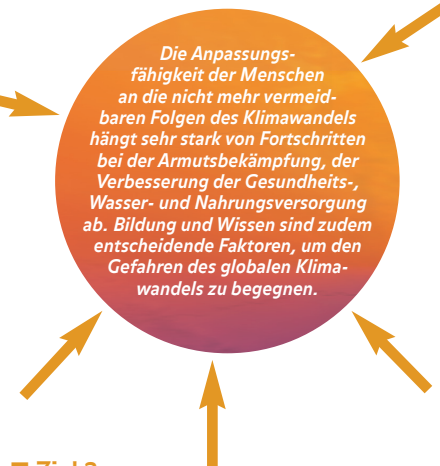 Die Anpassungs-
fähigkeit der Menschen
an die nicht mehr vermeid-
baren Folgen des Klimawandels
hängt sehr stark von Fortschritten
bei der Armutsbekämpfung, der
Verbesserung der Gesundheits-,
Wasser- und Nahrungsversorgung
ab. Bildung und Wissen sind zudem
entscheidende Faktoren, um den
Gefahren des globalen Klima-
wandels zu begegnen.